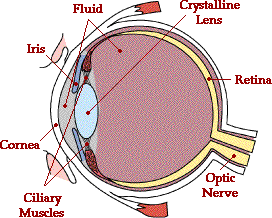 Fluid
Crystalline
Lens
Iris
Retina
Cornea
Optic
Nerve
Ciliary
Muscles